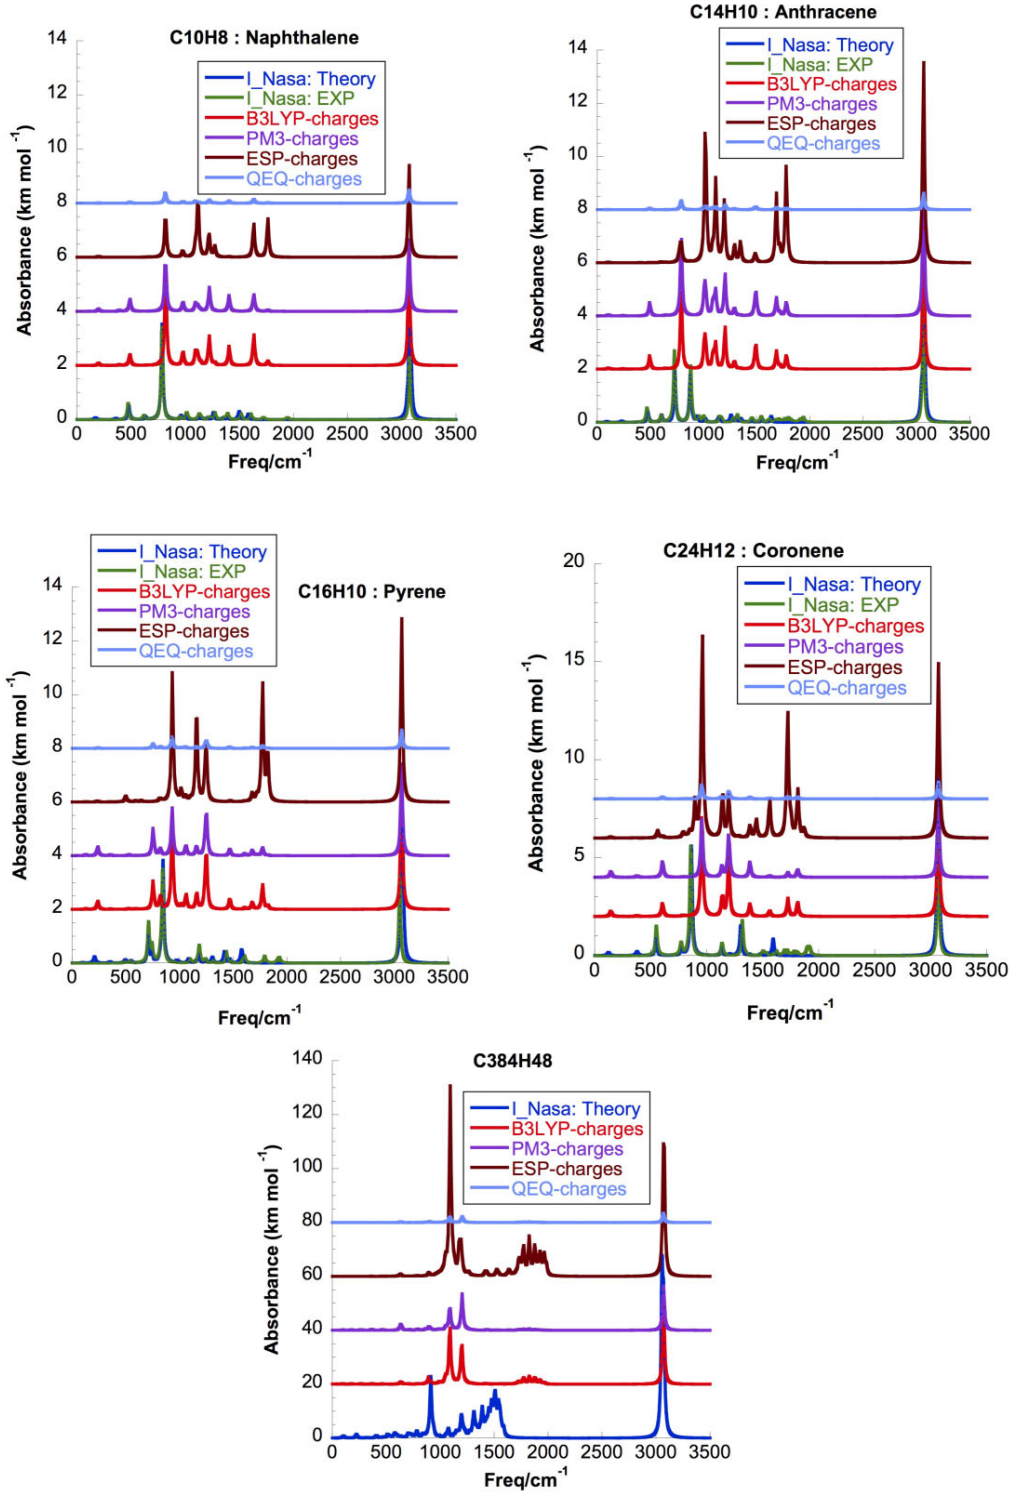 C10H8 : Naphthalene
I_Nasa: Theory
I_Nasa: EXP
B3LYP-charges
PM3-charges
ESP-charges
QEQ-charges
Absorbance (km mol -1)
14
12
10
8
6
4
2
0
0 500 1000 1500 2000 2500 3000 3500
Freq/cm-1
C14H10 : Anthracene
I_Nasa: Theory
I_Nasa: EXP
B3LYP-charges
PM3-charges
ESP-charges
QEQ-charges
Absorbance (km mol -1)
14
12
10
8
6
4
2
0
0 500 1000 1500 2000 2500 3000 3500
Freq/cm-1
C16H10 : Pyrene
I_Nasa: Theory
I_Nasa: EXP
B3LYP-charges
PM3-charges
ESP-charges
QEQ-charges
Absorbance (km mol -1)
14
12
10
8
6
4
2
0
0 500 1000 1500 2000 2500 3000 3500
Freq/cm-1
C24H12 : Coronene
I_Nasa: Theory
I_Nasa: EXP
B3LYP-charges
PM3-charges
ESP-charges
QEQ-charges
Absorbance (km mol -1)
20
15
10
5
0
0 500 1000 1500 2000 2500 3000 3500
Freq/cm-1
C384H48
I_Nasa: Theory
B3LYP-charges
PM3-charges
ESP-charges
QEQ-charges
Absorbance (km mol -1)
140
120
100
80
60
40
20
0
0 500 1000 1500 2000 2500 3000 3500
Freq/cm-1